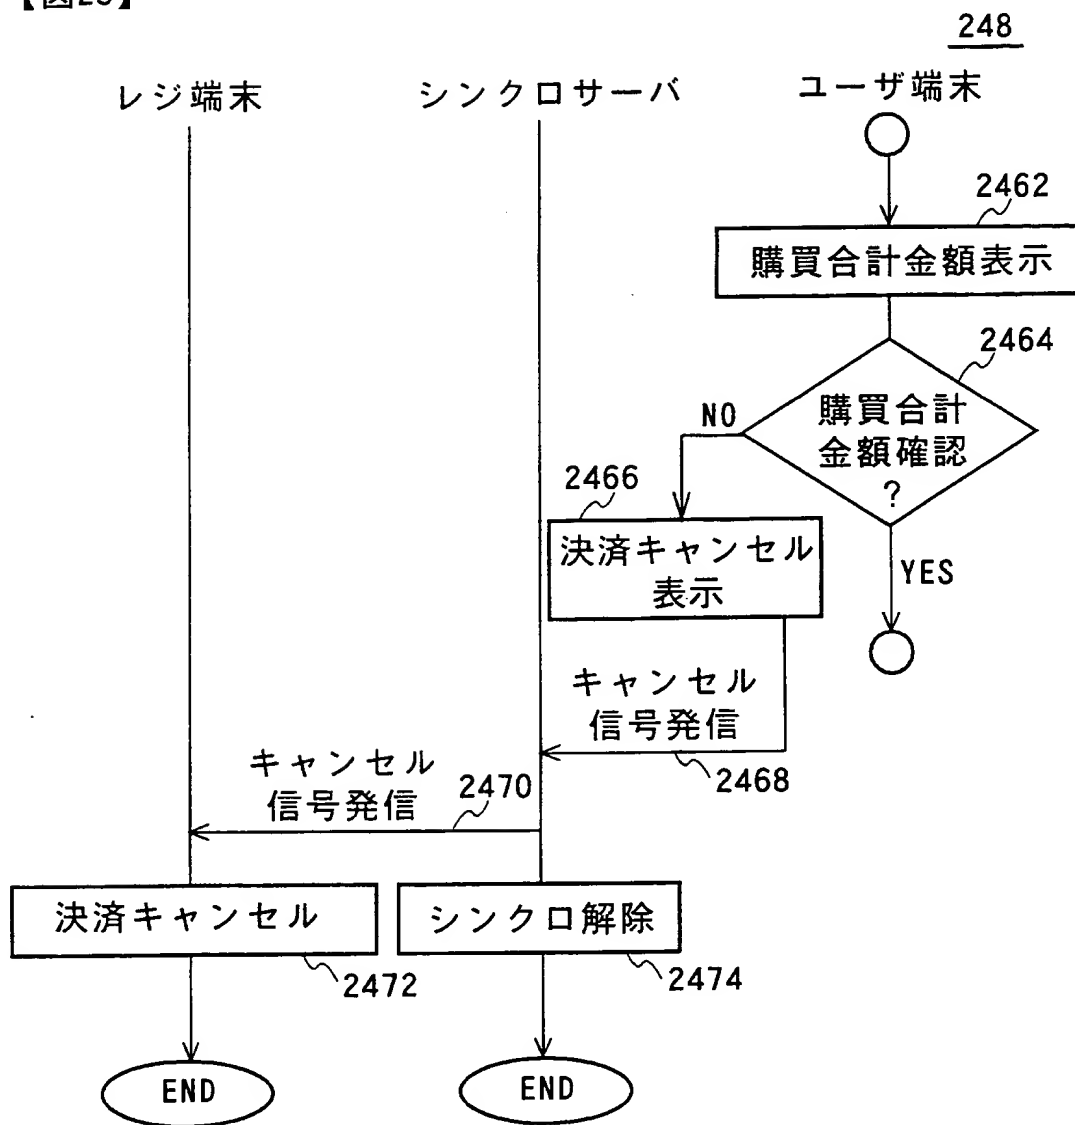 248
レジ端末
シンクロサーバ
ユーザ端末
2462
購買合計金額表示
2464
購買合計
金額確認
?
NO
YES
2466
決済キャンセル
表示
キャンセル
信号発信
2468
キャンセル
信号発信
2470
決済キャンセル
2472
シンクロ解除
2474
END
END